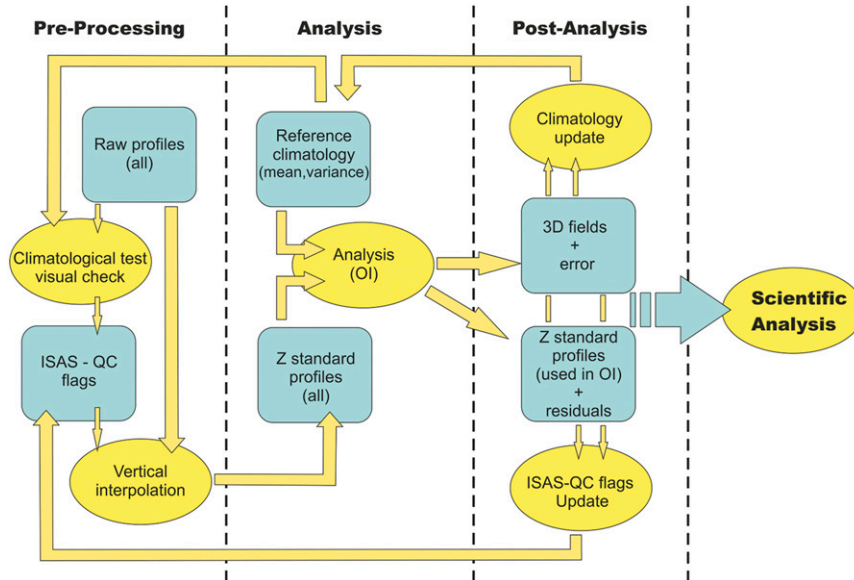 Pre-Processing
Analysis
Post-Analysis
Raw profiles
(all)
Climatological test
visual check
ISAS - QC
flags
Vertical
interpolation
Reference
climatology
(mean,variance)
Analysis
(OI)
Z standard
profiles
(all)
Climatology
update
3D fields
+
error
Z standard
profiles
(used in OI)
+
residuals
ISAS-QC flags
Update
Scientific
Analysis